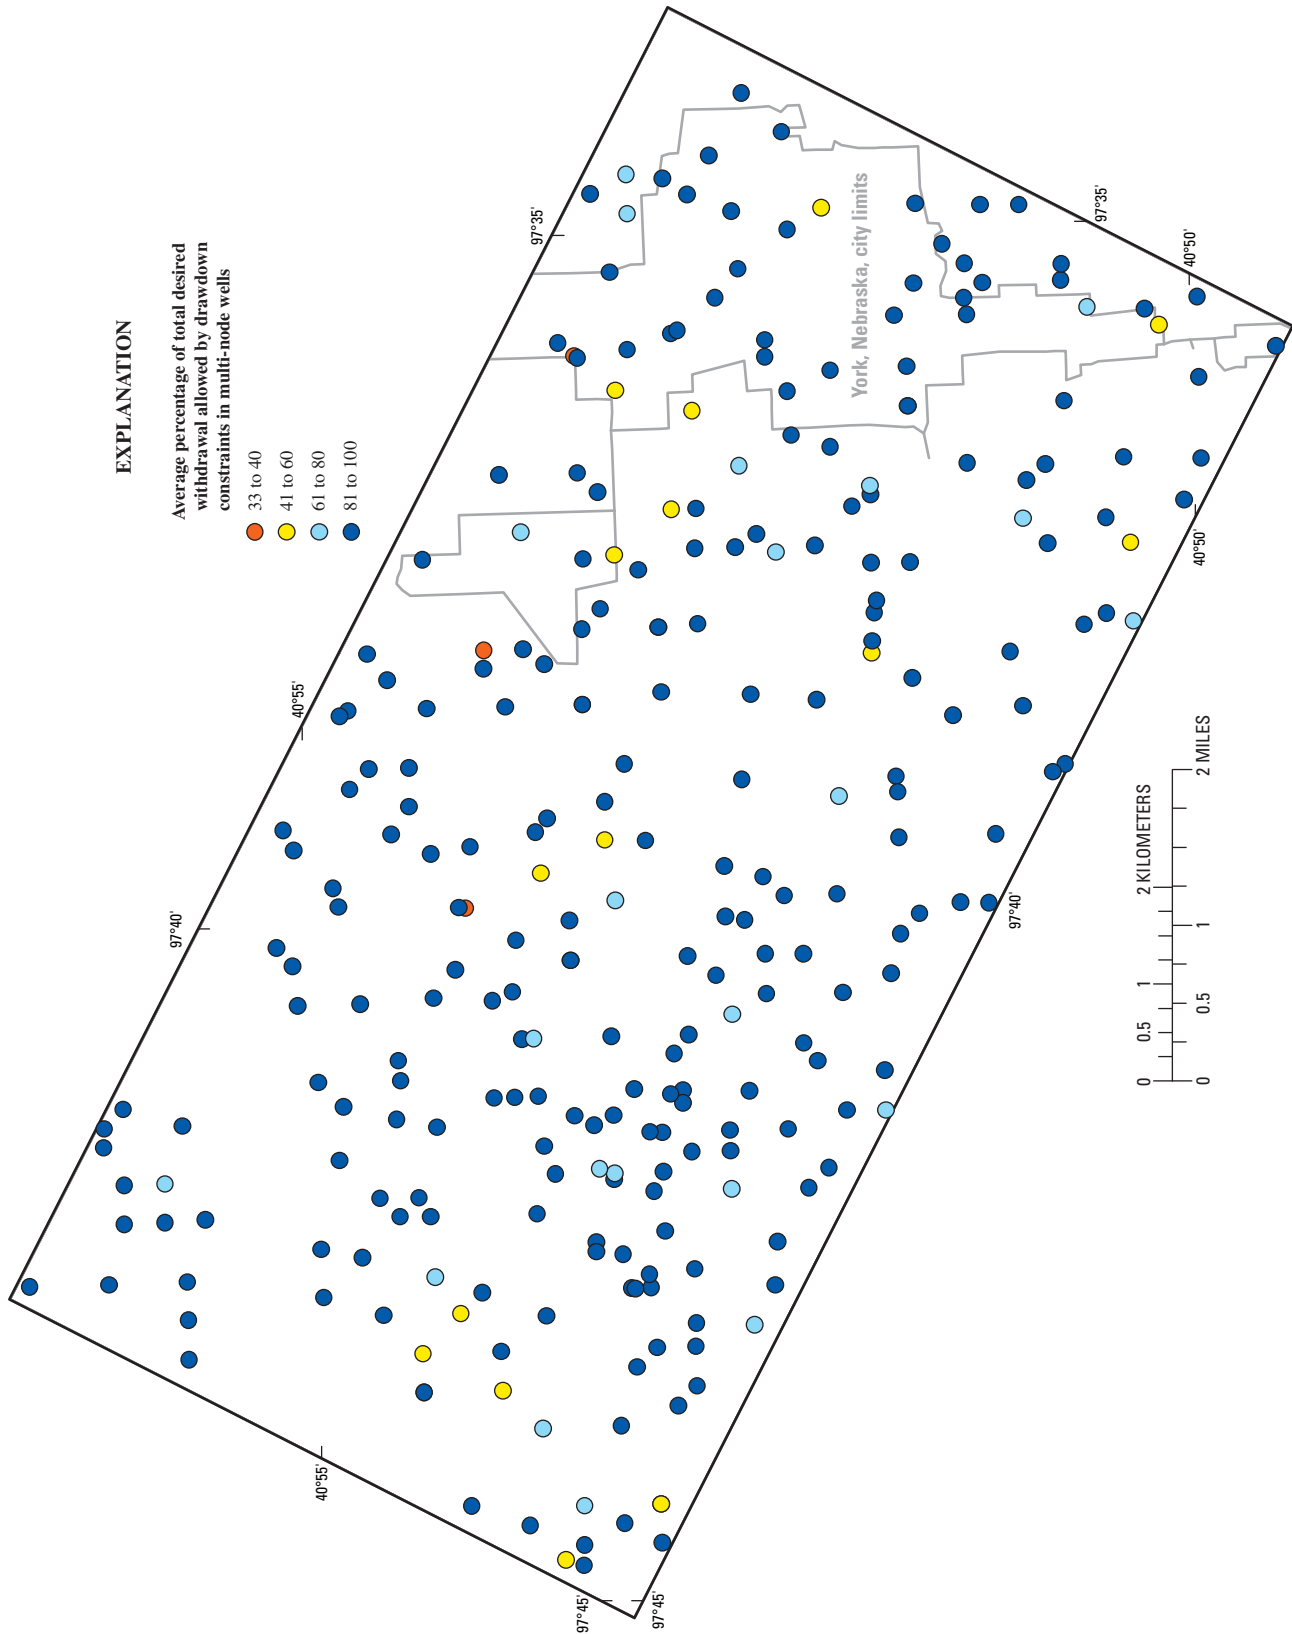 EXPLANATION
Average percentage of total desired
withdrawal allowed by drawdown
constraints in multi-node wells
33 to 40
41 to 60
61 to 80
81 to 100
97°35'
York, Nebraska, city limits
97°35'
40°50'
40°50'
40°55'
97°40'
97°40'
40°55'
97°45'
97°45'
0 0.5 1 2 KILOMETERS
0 0.5 1 2 MILES